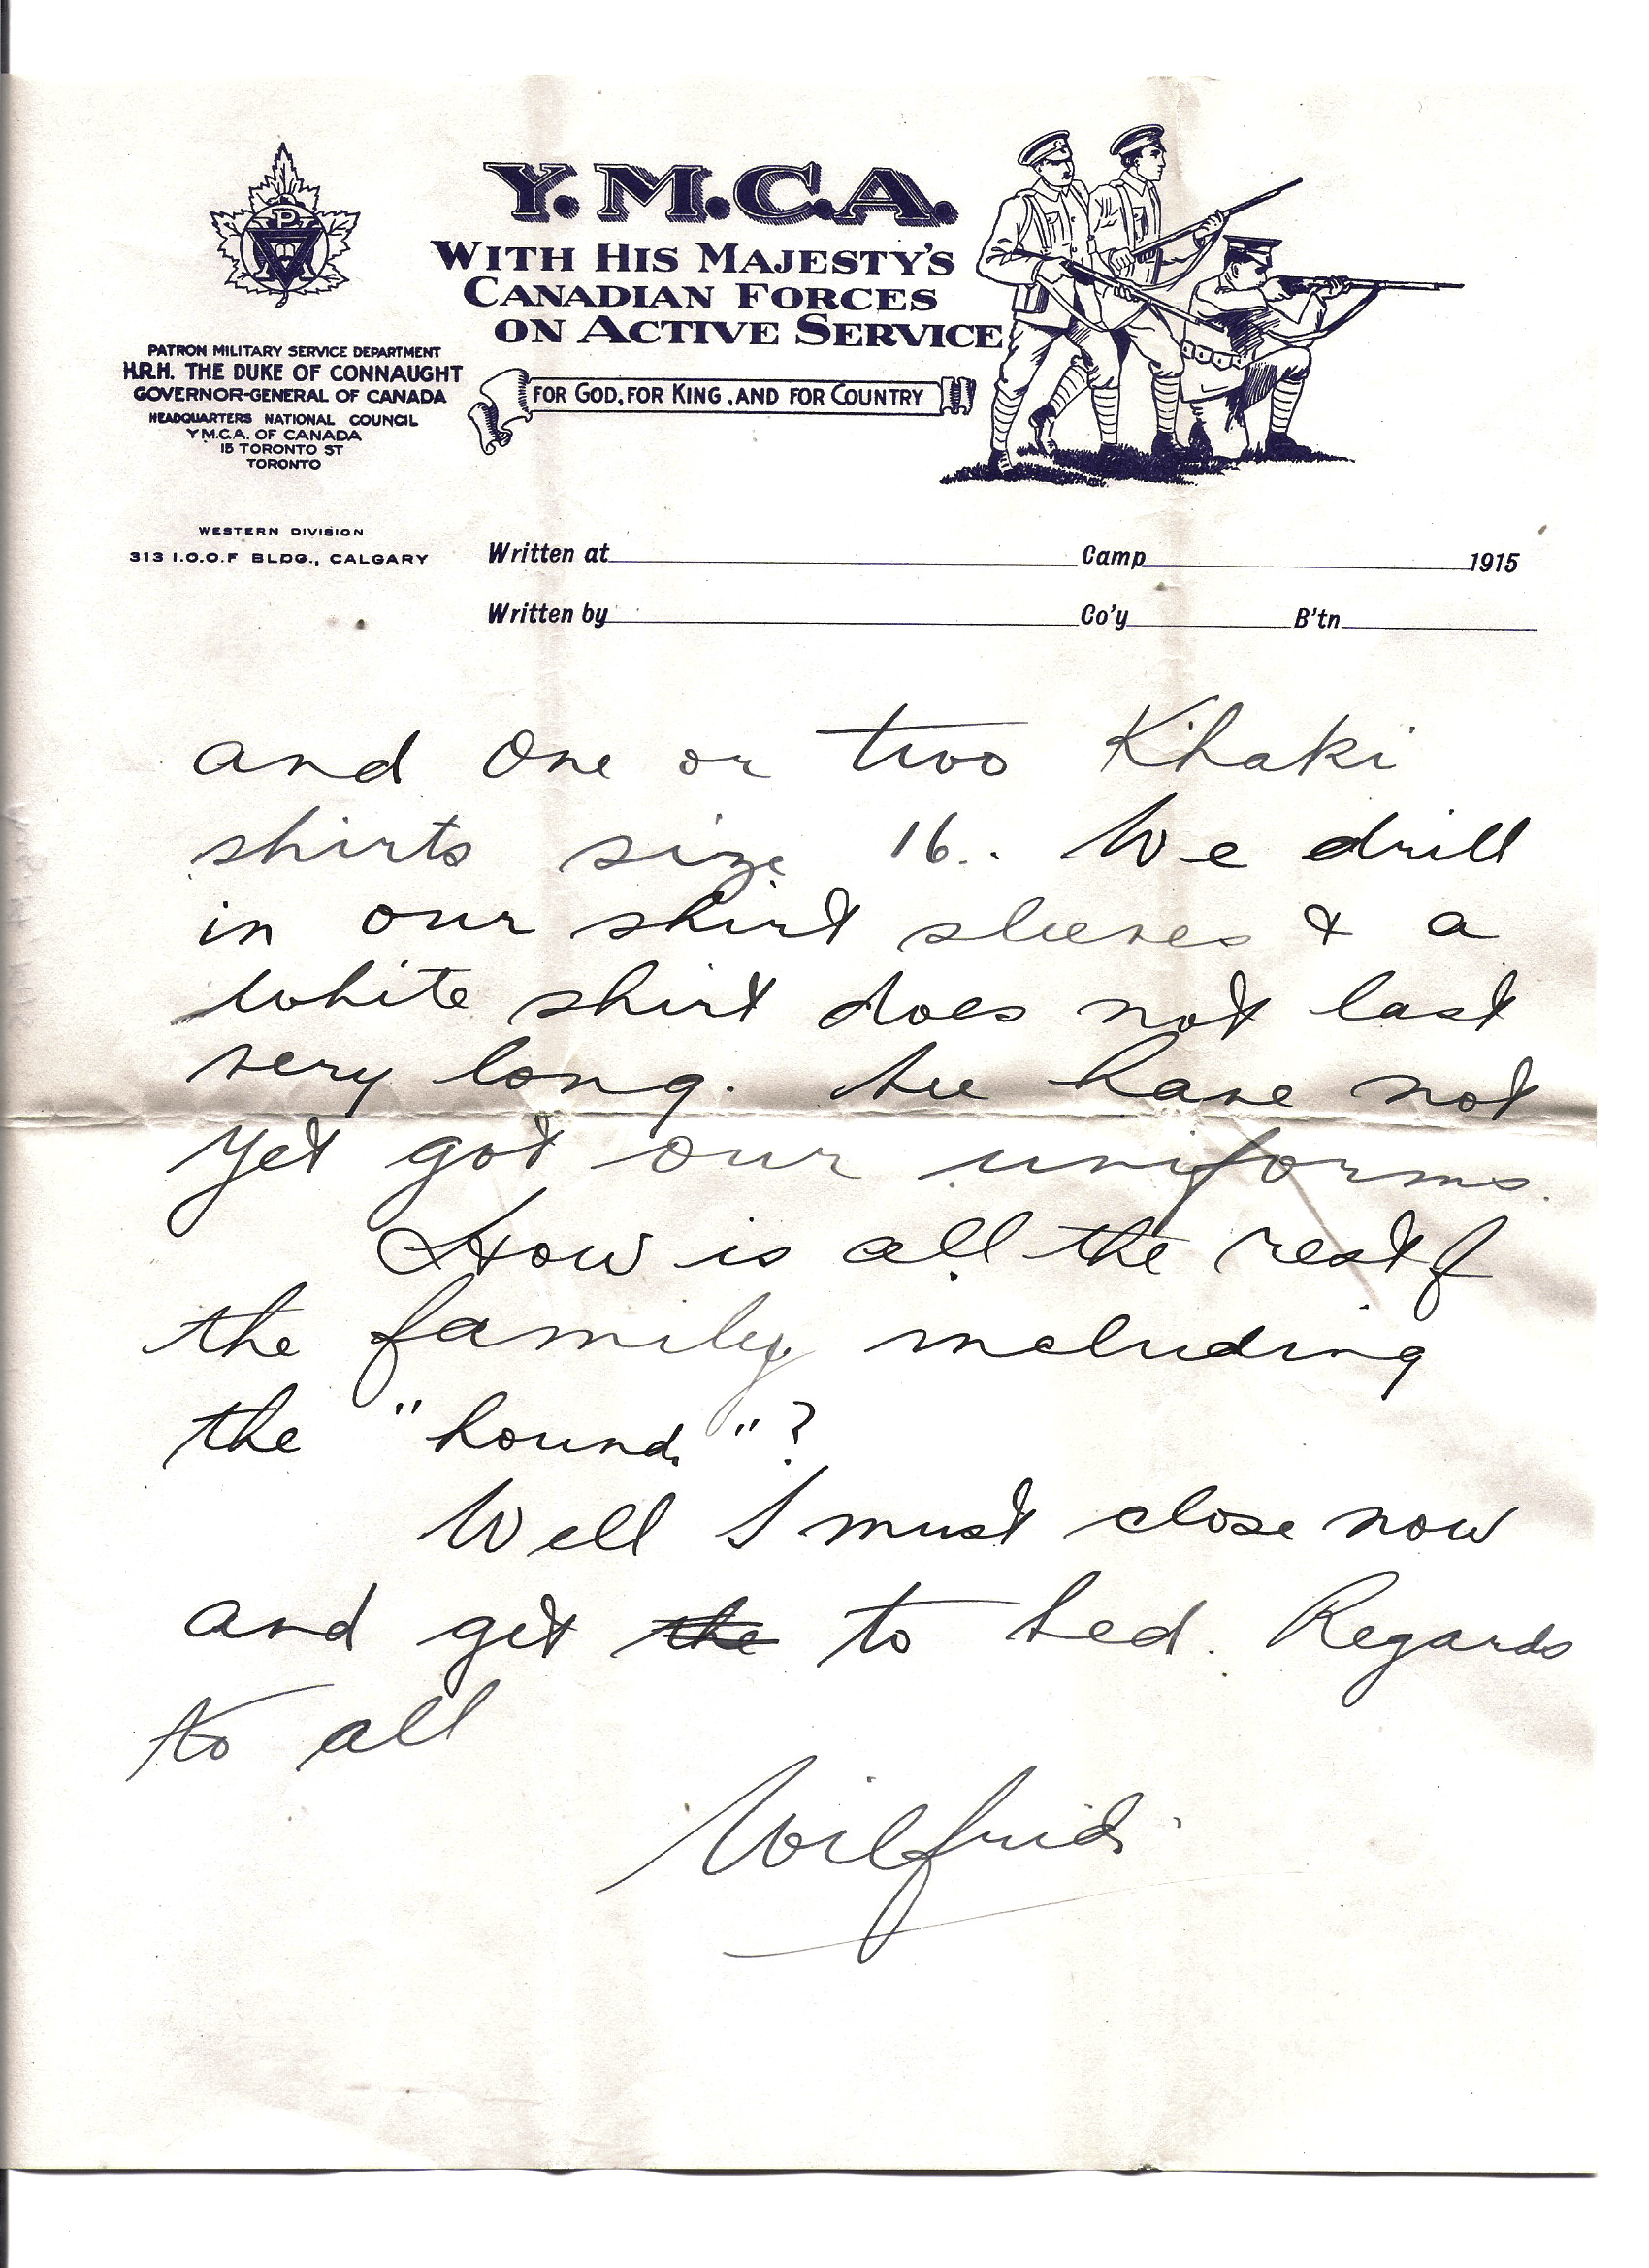 Y.M.C.A.
WITH HIS MAJESTY'S
CANADIAN FORCES
ON ACTIVE SERVICE
FOR GOD, FOR KING, AND FOR COUNTRY
PATRON MILITARY SERVICE DEPARTMENT
H.R.H. THE DUKE OF CONNAUGHT
GOVERNOR-GENERAL OF CANADA
HEADQUARTERS NATIONAL COUNCIL
Y.M.C.A. OF CANADA
15 TORONTO ST
TORONTO
WESTERN DIVISION
313 I.O.O.F BLDG., CALGARY
Written at Camp 1915
Written by Co'y B'tn
and One or two Khaki
shirts size 16.. We drill
in our shirt sleeves & a
white shirt does not last
very long. We have not
yet got our uniforms.
How is all the rest of
the family including
the "hound"?
Well I must close now
and get the to bed. Regards
to all
Wilfrid.